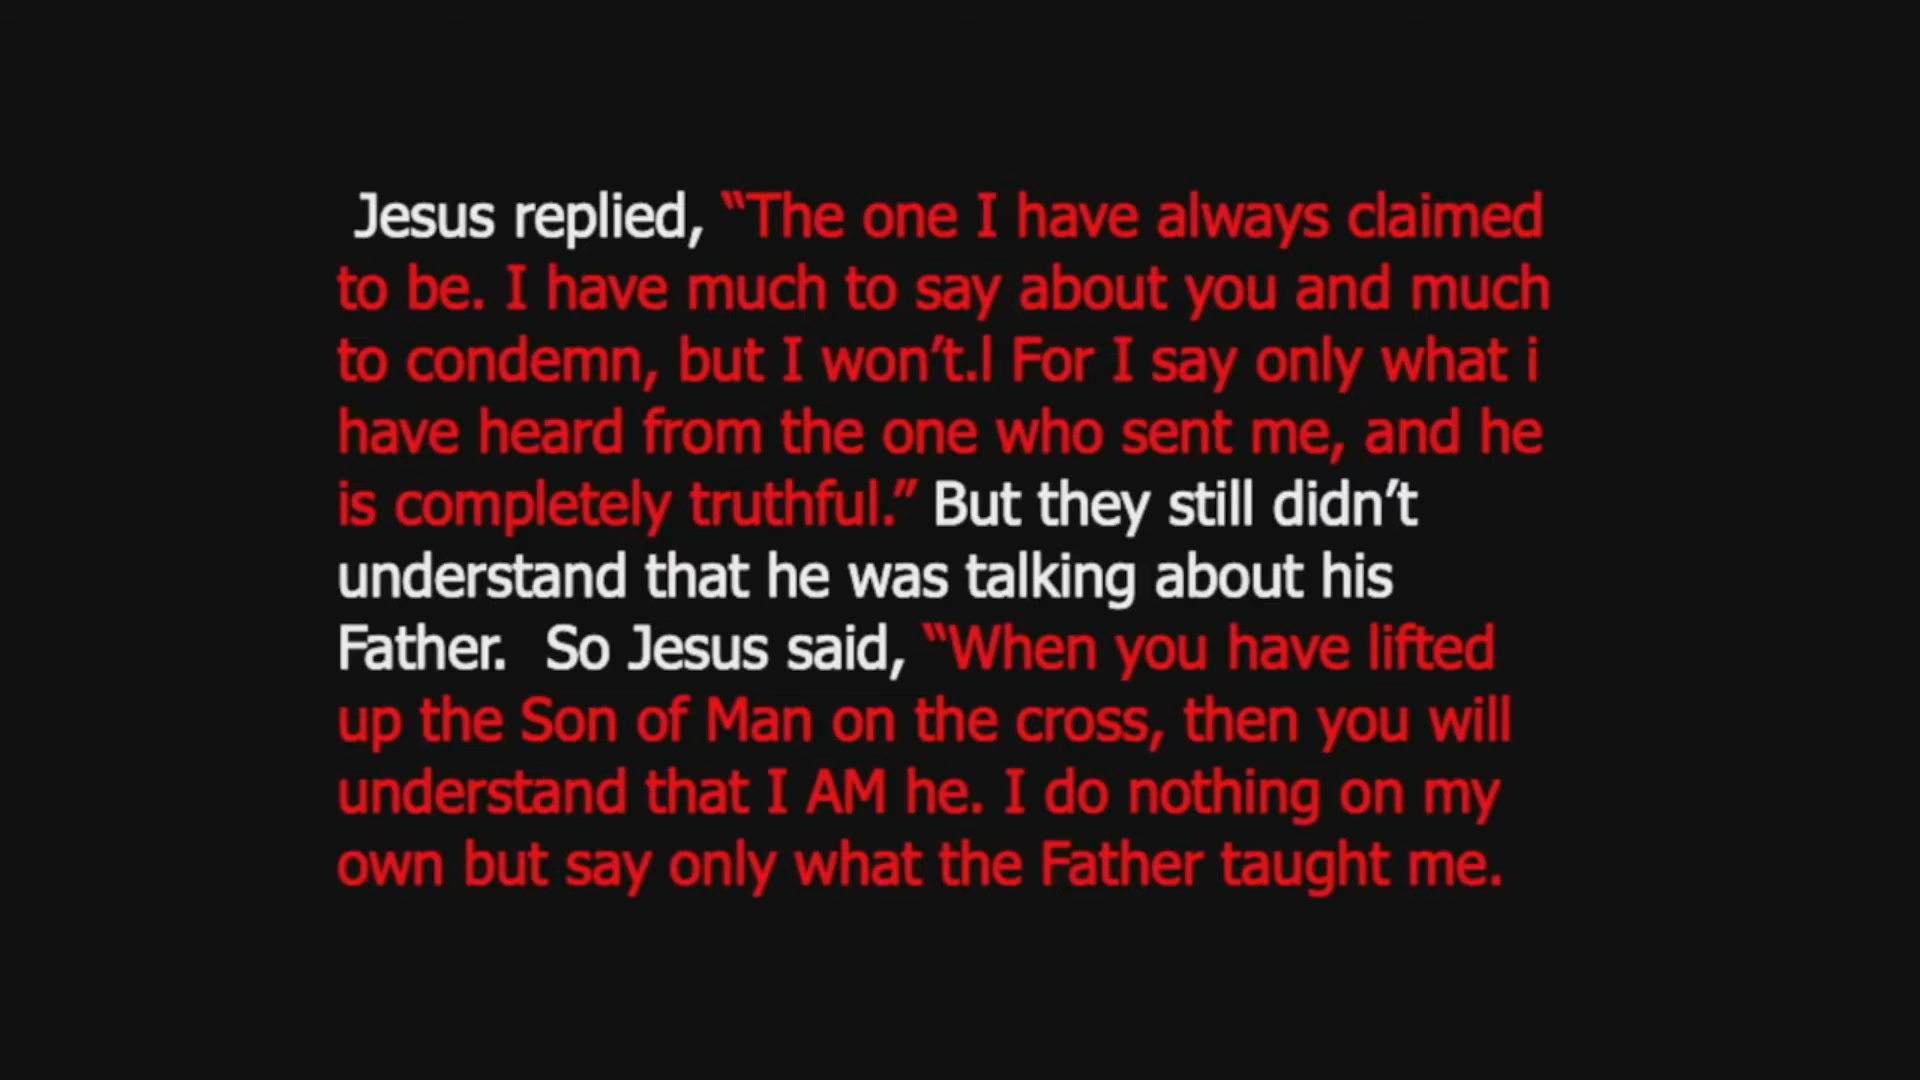 Jesus replied, “The one I have always claimed
to be. I have much to say about you and much
to condemn, but I won’t.l For I say only what i
have heard from the one who sent me, and he
is completely truthful.” But they still didn’t
understand that he was talking about his
Father.  So Jesus said, “When you have lifted
up the Son of Man on the cross, then you will
understand that I AM he. I do nothing on my
own but say only what the Father taught me.